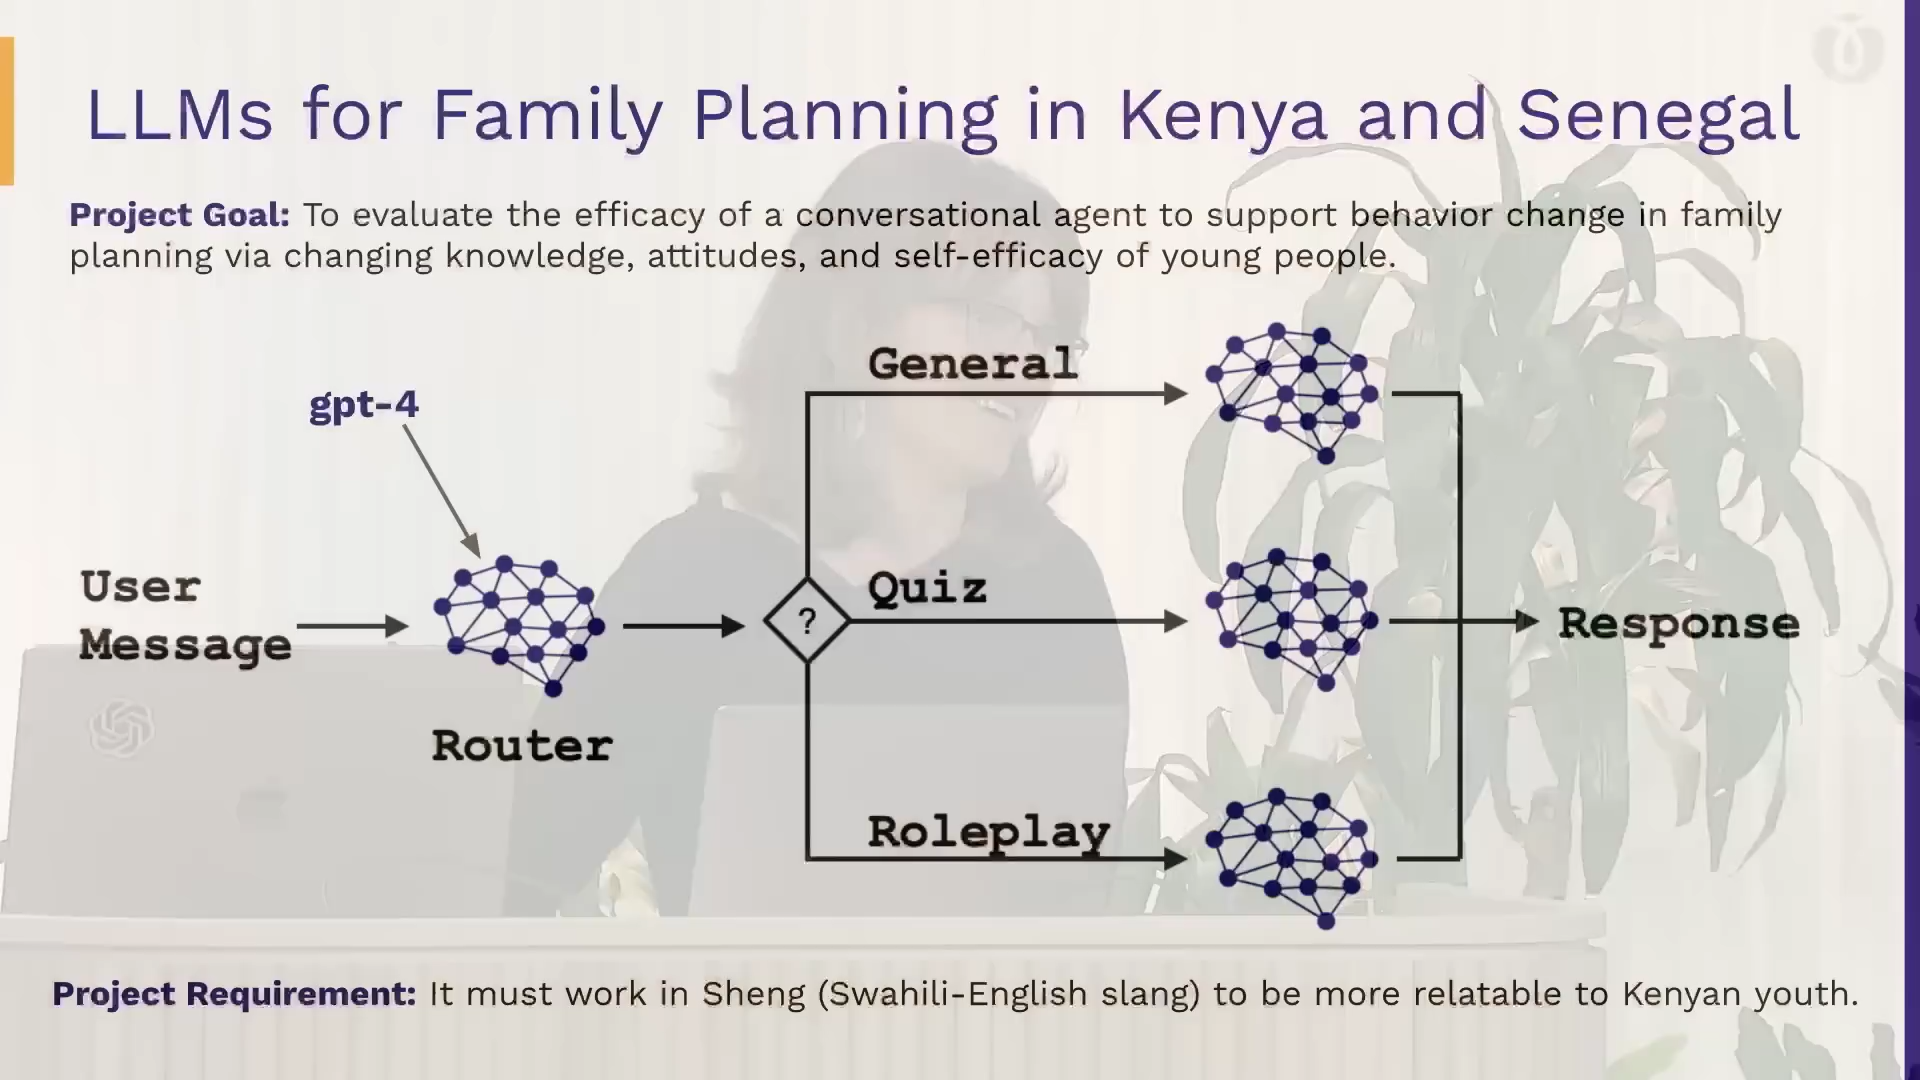 LLMs for Family Planning in Kenya and Senegal
Project Goal: To evaluate the efficacy of a conversational agent to support behavior change in family
planning via changing knowledge, attitudes, and self-efficacy of young people.
gpt-4
User
Message
Router
?
General
Quiz
Roleplay
Response
Project Requirement: It must work in Sheng (Swahili-English slang) to be more relatable to Kenyan youth.